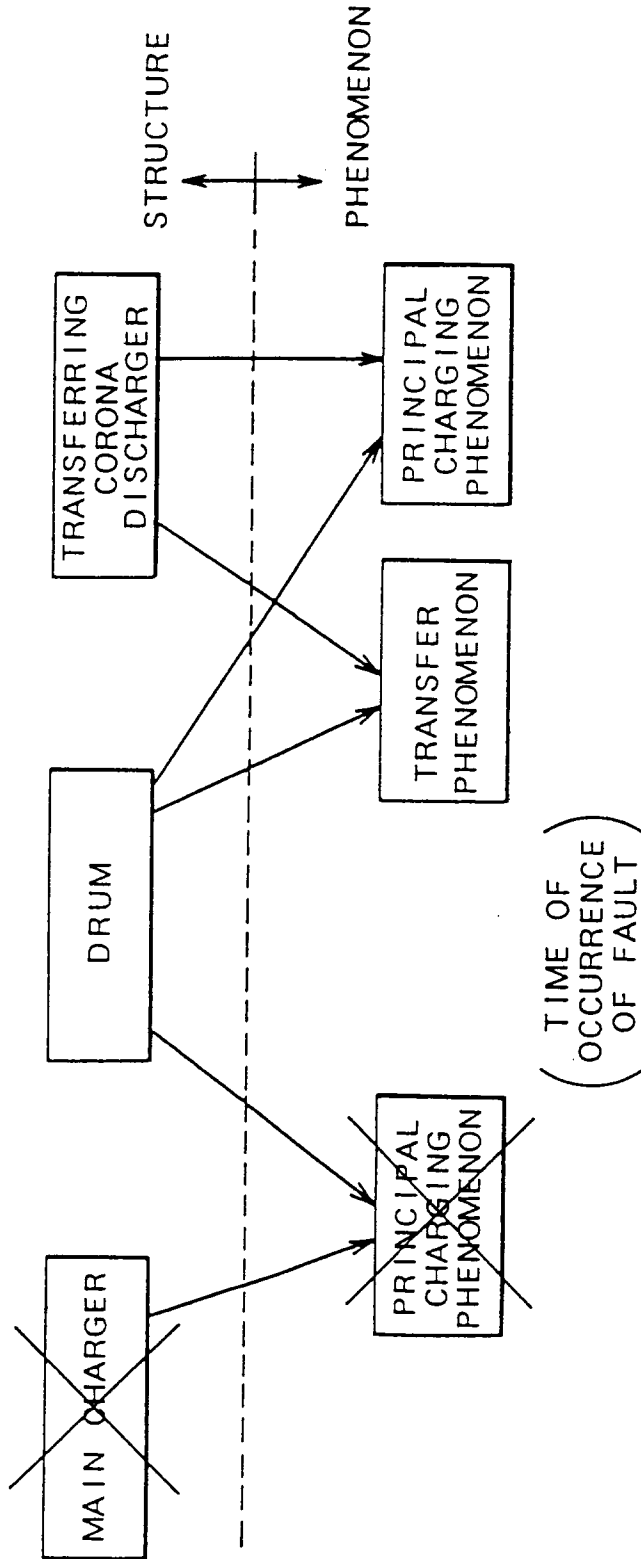 MAIN CHARGER
DRUM
TRANSFERRING
CORONA
DISCHARGER
STRUCTURE
PHENOMENON
PRINCIPAL
CHARGING
PHENOMENON
TRANSFER
PHENOMENON
PRINCIPAL
CHARGING
PHENOMENON
(TIME OF
OCCURRENCE
OF FAULT)